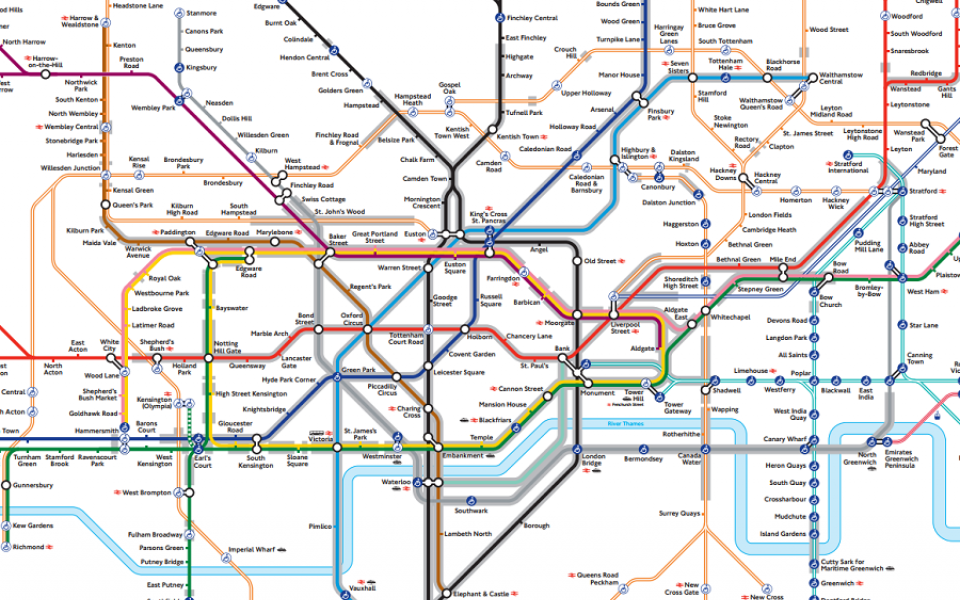 Headstone Lane
Stanmore
Edgware
Bounds Green
White Hart Lane
Woodford
Chigwell
Harrow &
Wealdstone
Canons Park
Burnt Oak
Finchley Central
Wood Green
Harringay
Green
Lanes
Bruce Grove
Wood Street
South Woodford
North Harrow
Kenton
Queensbury
Colindale
East Finchley
Turnpike Lane
Crouch
Hill
South Tottenham
Snaresbrook
Harrow-
on-the-Hill
Preston
Road
Kingsbury
Hendon Central
Highgate
Manor House
Seven
Sisters
Tottenham
Hale
Blackhorse
Road
Redbridge
Northwick
Park
Brent Cross
Archway
Walthamstow
Central
Wanstead
Gants
Hill
South Kenton
Wembley Park
Neasden
Golders Green
Gospel
Oak
Upper Holloway
Stamford
Hill
Walthamstow
Queen's Road
Leytonstone
North Wembley
Dollis Hill
Hampstead
Hampstead
Heath
Tufnell Park
Arsenal
Finsbury
Park
Leyton
Midland Road
Wembley Central
Willesden Green
Finchley Road
& Frognal
Belsize Park
Kentish
Town West
Kentish Town
Holloway Road
Stoke
Newington
St. James Street
Leytonstone
High Road
Wanstead
Park
Stonebridge Park
Kilburn
Rectory
Road
Clapton
Leyton
Forest
Gate
Harlesden
Kensal
Rise
Brondesbury
Park
West
Hampstead
Chalk Farm
Camden
Road
Caledonian Road
Highbury &
Islington
Dalston
Kingsland
Stratford
International
Maryland
Willesden Junction
Brondesbury
Finchley Road
Camden Town
Caledonian
Road &
Barnsbury
Canonbury
Hackney
Downs
Hackney
Central
Homerton
Hackney
Wick
Stratford
Kensal Green
Swiss Cottage
Mornington
Crescent
Dalston Junction
Queen's Park
Kilburn
High Road
South
Hampstead
St. John's Wood
King's Cross
St. Pancras
Haggerston
London Fields
Stratford
High Street
Kilburn Park
Paddington
Edgware Road
Marylebone
Baker
Street
Great Portland
Street
Euston
Cambridge Heath
Pudding
Mill Lane
Maida Vale
Warwick
Avenue
Edgware
Road
Warren Street
Euston
Square
Angel
Old Street
Hoxton
Bethnal Green
Bethnal Green
Mile End
Bow
Road
Abbey
Road
Royal Oak
Regent's Park
Farringdon
Shoreditch
High Street
Stepney Green
Bow
Church
Bromley-
by-Bow
West Ham
Plaistow
Westbourne Park
Bayswater
Goodge
Street
Russell
Square
Barbican
Ladbroke Grove
Bond
Street
Oxford
Circus
Moorgate
Liverpool
Street
Aldgate
East
Whitechapel
Devons Road
Star Lane
Latimer Road
Marble Arch
Tottenham
Court Road
Holborn
Chancery Lane
Aldgate
Langdon Park
East
Acton
White
City
Shepherd's
Bush
Notting
Hill Gate
Lancaster
Gate
Covent Garden
Bank
St. Paul's
All Saints
Canning
Town
North
Acton
Wood Lane
Holland
Park
Queensway
Hyde Park Corner
Green Park
Leicester Square
Cannon Street
Monument
Tower
Hill
Limehouse
Poplar
Shepherd's
Bush Market
High Street Kensington
Piccadilly
Circus
Mansion House
Tower
Gateway
Shadwell
Westferry
Blackwall
East
India
Kensington
(Olympia)
Knightsbridge
Charing
Cross
Blackfriars
Wapping
West India
Quay
Goldhawk Road
River Thames
Hammersmith
Barons
Court
Gloucester
Road
Victoria
St. James's
Park
Temple
Rotherhithe
Canary Wharf
Turnham
Green
Stamford
Brook
Ravenscourt
Park
West
Kensington
Earl's
Court
South
Kensington
Sloane
Square
Westminster
Embankment
London
Bridge
Bermondsey
Canada
Water
Heron Quays
North
Greenwich
Emirates
Greenwich
Peninsula
Gunnersbury
West Brompton
Waterloo
South Quay
Southwark
Crossharbour
Kew Gardens
Fulham Broadway
Pimlico
Lambeth North
Borough
Surrey Quays
Mudchute
Richmond
Parsons Green
Imperial Wharf
Island Gardens
Putney Bridge
Vauxhall
Queens Road
Peckham
New
Cross Gate
New Cross
Cutty Sark for
Maritime Greenwich
East Putney
Elephant & Castle
Greenwich